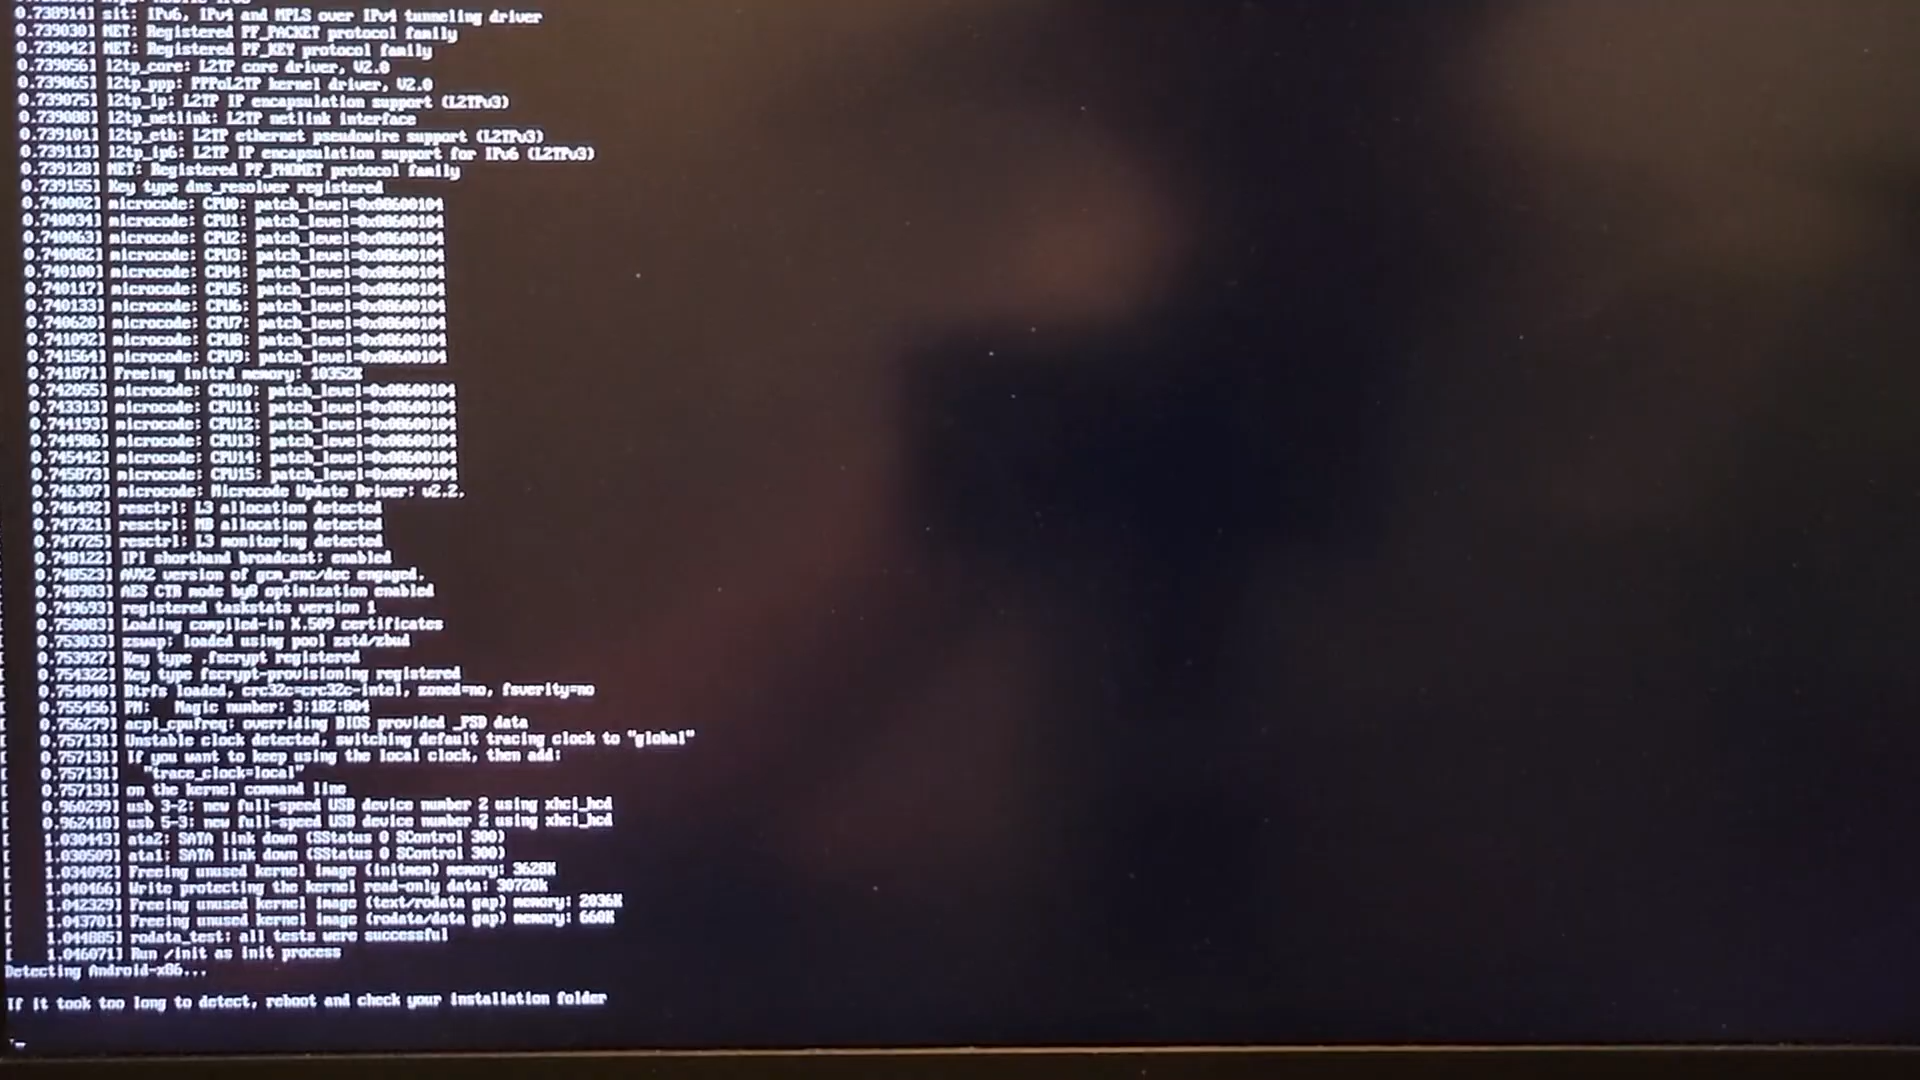 0.738914] sit: IPv6, IPv4 and MPLS over IPv4 tunneling driver
0.739030] NET: Registered PF_PACKET protocol family
0.739042] NET: Registered PF_KEY protocol family
0.739056] l2tp_core: L2TP core driver, V2.0
0.739065] l2tp_ppp: PPPoL2TP kernel driver, V2.0
0.739075] l2tp_ip: L2TP IP encapsulation support (L2TPv3)
0.739088] l2tp_netlink: L2TP netlink interface
0.739101] l2tp_eth: L2TP ethernet pseudowire support (L2TPv3)
0.739113] l2tp_ip6: L2TP IP encapsulation support for IPv6 (L2TPv3)
0.739128] NET: Registered PF_PHONET protocol family
0.739155] Key type dns_resolver registered
0.740002] microcode: CPU0: patch_level=0x08600104
0.740034] microcode: CPU1: patch_level=0x08600104
0.740063] microcode: CPU2: patch_level=0x08600104
0.740082] microcode: CPU3: patch_level=0x08600104
0.740100] microcode: CPU4: patch_level=0x08600104
0.740117] microcode: CPU5: patch_level=0x08600104
0.740133] microcode: CPU6: patch_level=0x08600104
0.740620] microcode: CPU7: patch_level=0x08600104
0.741092] microcode: CPU8: patch_level=0x08600104
0.741564] microcode: CPU9: patch_level=0x08600104
0.741871] Freeing initrd memory: 10352K
0.742055] microcode: CPU10: patch_level=0x08600104
0.743313] microcode: CPU11: patch_level=0x08600104
0.744193] microcode: CPU12: patch_level=0x08600104
0.744986] microcode: CPU13: patch_level=0x08600104
0.745442] microcode: CPU14: patch_level=0x08600104
0.745873] microcode: CPU15: patch_level=0x08600104
0.746307] microcode: Microcode Update Driver: v2.2.
0.746492] resctrl: L3 allocation detected
0.747321] resctrl: MB allocation detected
0.747725] resctrl: L3 monitoring detected
0.748122] IPI shorthand broadcast: enabled
0.748523] AVX2 version of gcm_enc/dec engaged.
0.748983] AES CTR mode by8 optimization enabled
0.749693] registered taskstats version 1
0.750083] Loading compiled-in X.509 certificates
0.753033] zswap: loaded using pool zstd/zbud
[    0.753927] Key type .fscrypt registered
[    0.754322] Key type fscrypt-provisioning registered
[    0.754840] Btrfs loaded, crc32c=crc32c-intel, zoned=no, fsverity=no
[    0.755456] PM:   Magic number: 3:182:804
[    0.756279] acpi_cpufreq: overriding BIOS provided _PSD data
[    0.757131] Unstable clock detected, switching default tracing clock to "global"
[    0.757131] If you want to keep using the local clock, then add:
[    0.757131]   "trace_clock=local"
[    0.757131] on the kernel command line
[    0.960299] usb 3-2: new full-speed USB device number 2 using xhci_hcd
[    0.962418] usb 5-3: new full-speed USB device number 2 using xhci_hcd
[    1.030443] ata2: SATA link down (SStatus 0 SControl 300)
[    1.030509] ata1: SATA link down (SStatus 0 SControl 300)
[    1.034092] Freeing unused kernel image (initmem) memory: 3628K
[    1.040466] Write protecting the kernel read-only data: 30720k
[    1.042329] Freeing unused kernel image (text/rodata gap) memory: 2036K
[    1.043701] Freeing unused kernel image (rodata/data gap) memory: 660K
[    1.044885] rodata_test: all tests were successful
[    1.046071] Run /init as init process
Detecting Android-x86...
If it took too long to detect, reboot and check your installation folder